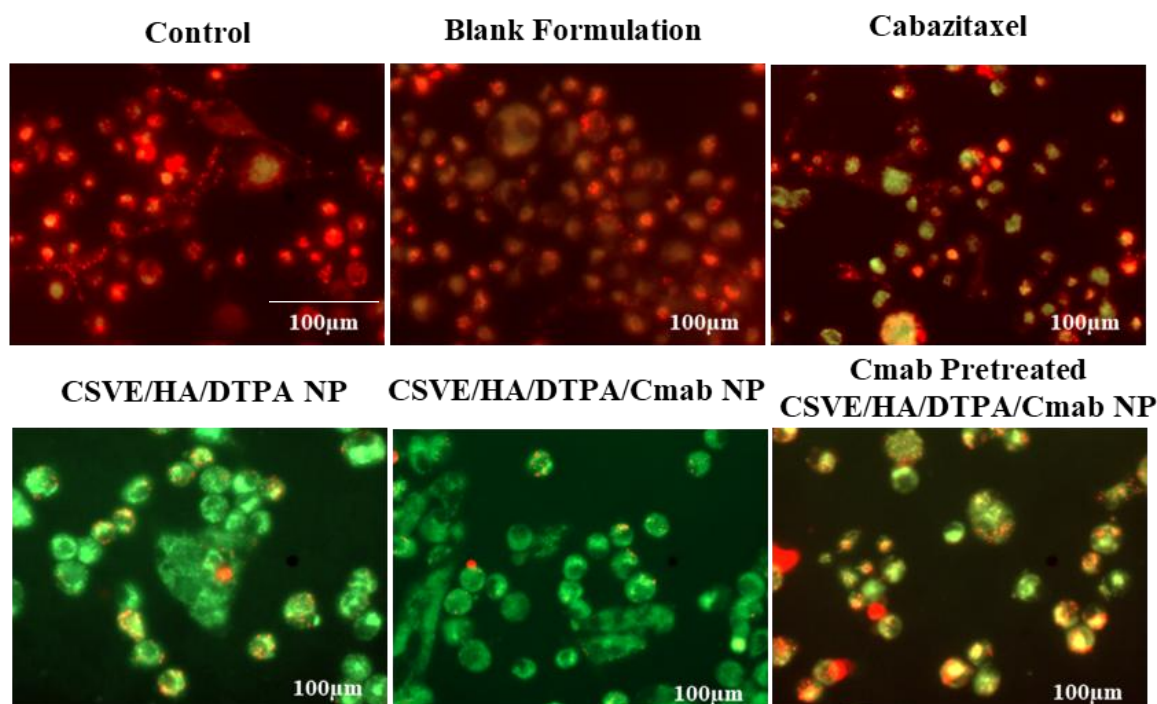 Control
Blank Formulation
Cabazitaxel
100μm
100μm
100μm
CSVE/HA/DTPA NP
CSVE/HA/DTPA/Cmab NP
Cmab Pretreated
CSVE/HA/DTPA/Cmab NP
100μm
100μm
100μm